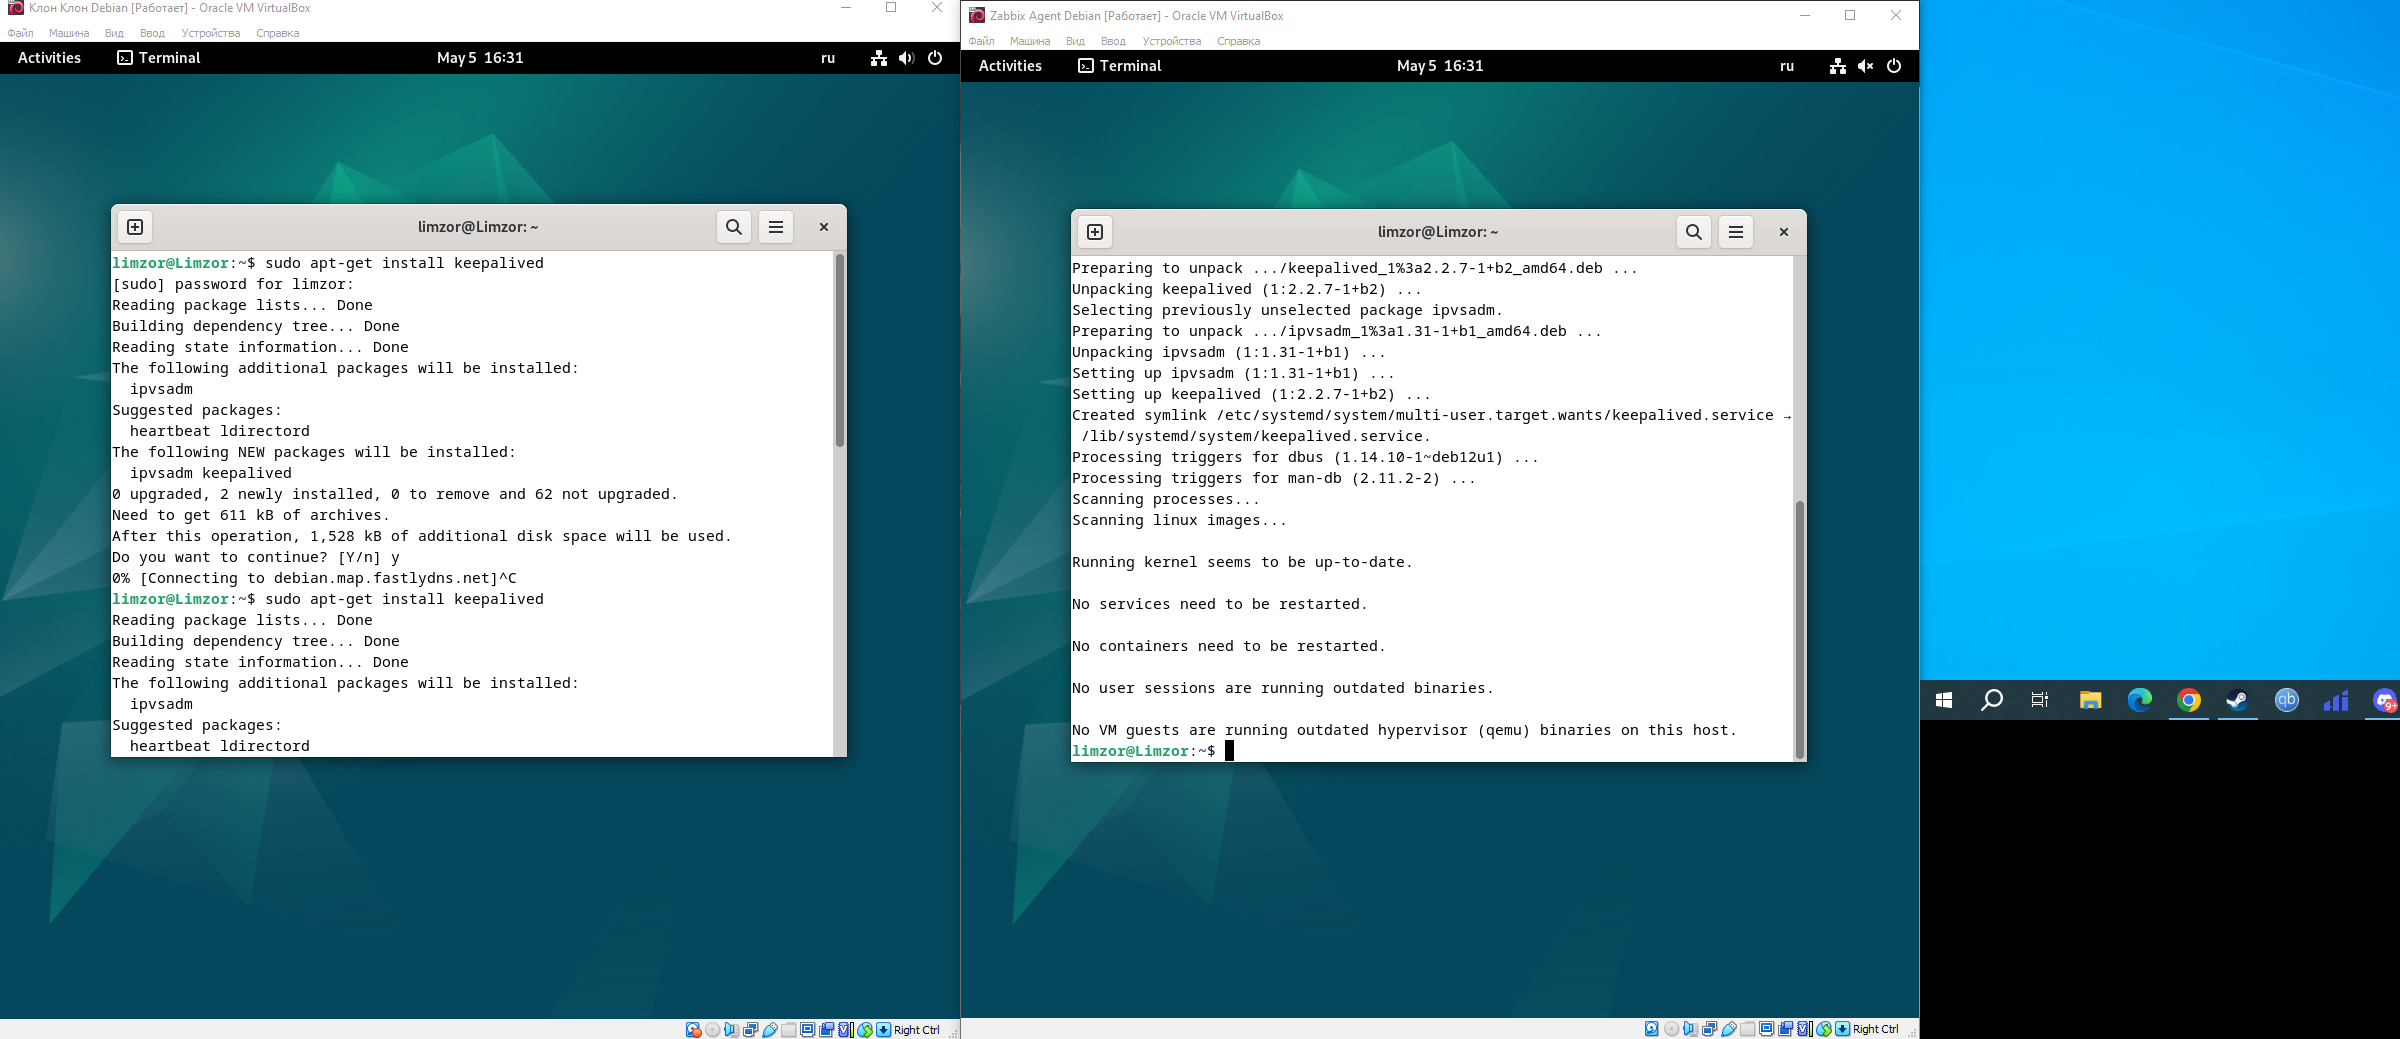 Клон Клон Debian [Работает] - Oracle VM VirtualBox
Файл Машина Вид Ввод Устройства Справка
Activities Terminal May 5 16:31 ru
limzor@Limzor: ~
limzor@Limzor:~$ sudo apt-get install keepalived
[sudo] password for limzor:
Reading package lists... Done
Building dependency tree... Done
Reading state information... Done
The following additional packages will be installed:
  ipvsadm
Suggested packages:
  heartbeat ldirectord
The following NEW packages will be installed:
  ipvsadm keepalived
0 upgraded, 2 newly installed, 0 to remove and 62 not upgraded.
Need to get 611 kB of archives.
After this operation, 1,528 kB of additional disk space will be used.
Do you want to continue? [Y/n] y
0% [Connecting to debian.map.fastlydns.net]^C
limzor@Limzor:~$ sudo apt-get install keepalived
Reading package lists... Done
Building dependency tree... Done
Reading state information... Done
The following additional packages will be installed:
  ipvsadm
Suggested packages:
  heartbeat ldirectord
Right Ctrl
Zabbix Agent Debian [Работает] - Oracle VM VirtualBox
Файл Машина Вид Ввод Устройства Справка
Activities Terminal May 5 16:31 ru
limzor@Limzor: ~
Preparing to unpack .../keepalived_1%3a2.2.7-1+b2_amd64.deb ...
Unpacking keepalived (1:2.2.7-1+b2) ...
Selecting previously unselected package ipvsadm.
Preparing to unpack .../ipvsadm_1%3a1.31-1+b1_amd64.deb ...
Unpacking ipvsadm (1:1.31-1+b1) ...
Setting up ipvsadm (1:1.31-1+b1) ...
Setting up keepalived (1:2.2.7-1+b2) ...
Created symlink /etc/systemd/system/multi-user.target.wants/keepalived.service →
 /lib/systemd/system/keepalived.service.
Processing triggers for dbus (1.14.10-1~deb12u1) ...
Processing triggers for man-db (2.11.2-2) ...
Scanning processes...
Scanning linux images...
Running kernel seems to be up-to-date.
No services need to be restarted.
No containers need to be restarted.
No user sessions are running outdated binaries.
No VM guests are running outdated hypervisor (qemu) binaries on this host.
limzor@Limzor:~$
Right Ctrl
qb
9+